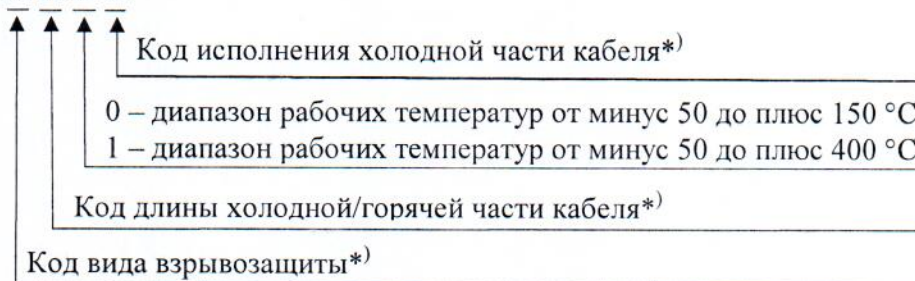 Код исполнения холодной части кабеля*)
0 – диапазон рабочих температур от минус 50 до плюс 150 °С
1 – диапазон рабочих температур от минус 50 до плюс 400 °С
Код длины холодной/горячей части кабеля*)
Код вида взрывозащиты*)